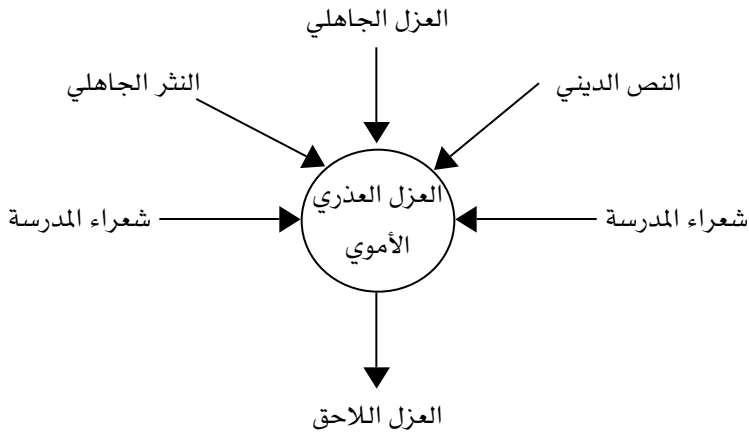 العزل الجاهلي
النص الديني
النثر الجاهلي
شعراء المدرسة
العزل العذري
الأموي
شعراء المدرسة
العزل اللاحق